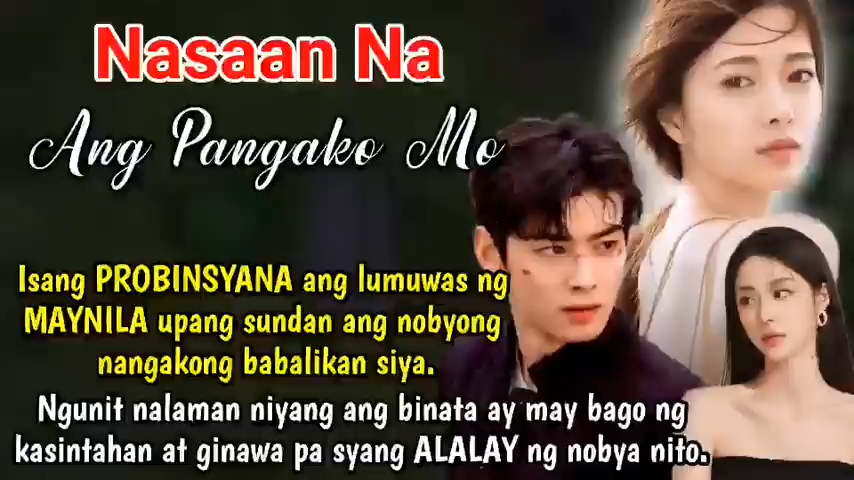 Nasaan Na
Ang Pangako Mo
Isang PROBINSYANA ang lumuwas ng
MAYNILA upang sundan ang nobyong
nangakong babalikan siya.
Ngunit nalaman niyang ang binata ay may bago ng
kasintahan at ginawa pa syang ALALAY ng nobya nito.